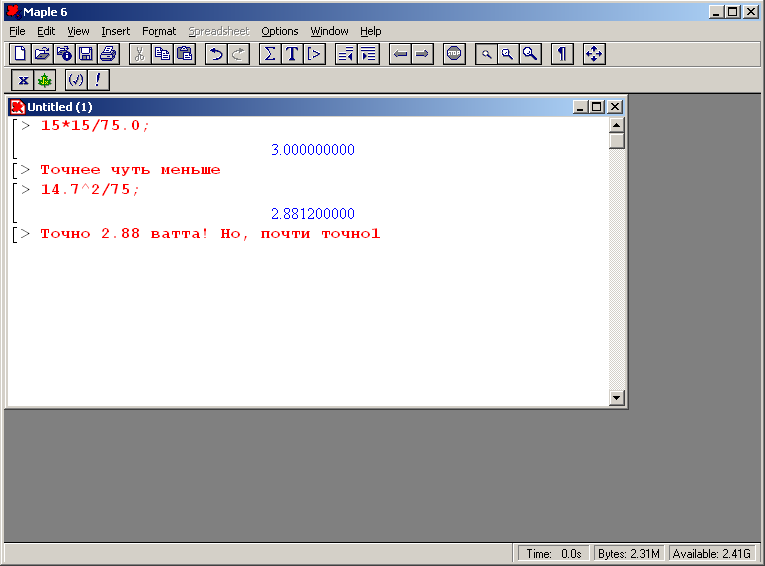 Maple 6
File Edit View Insert Format Spreadsheet Options Window Help
Untitled (1)
> 15*15/75.0;
3.000000000
> Точнее чуть меньше
> 14.7^2/75;
2.881200000
> Точно 2.88 ватта! Но, почти точно1
Time: 0.0s Bytes: 2.31M Available: 2.41G